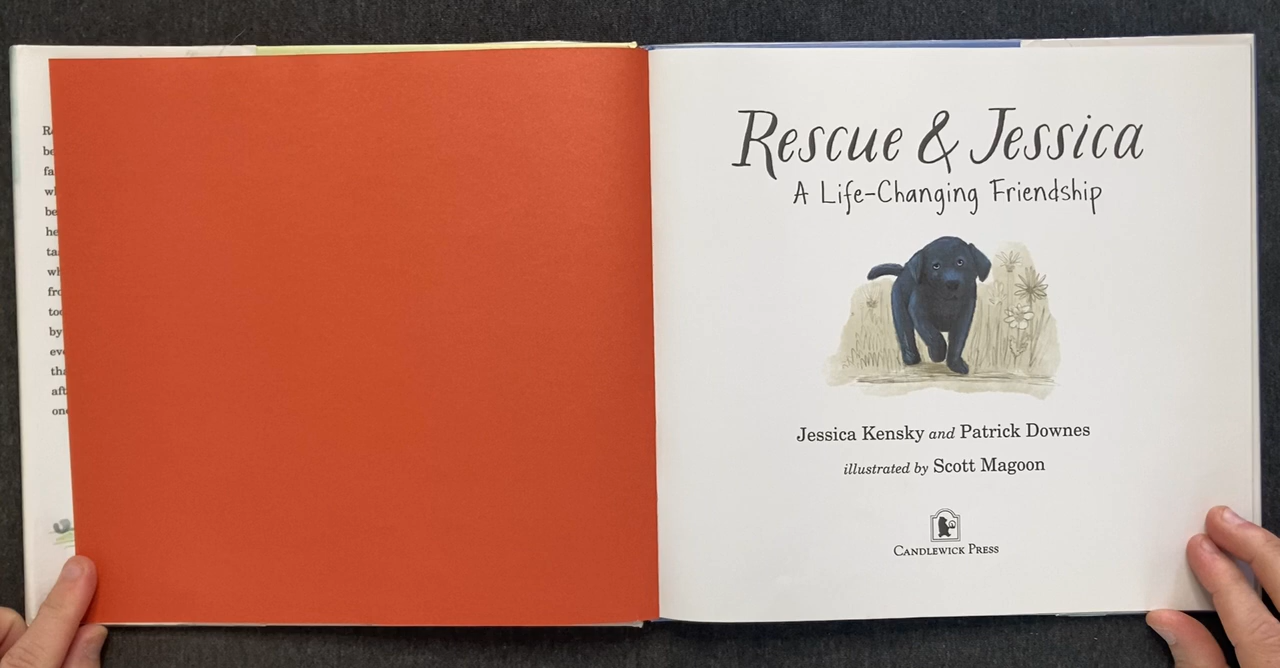 Rescue & Jessica
A Life-Changing Friendship
Jessica Kensky and Patrick Downes
illustrated by Scott Magoon
CANDLEWICK PRESS